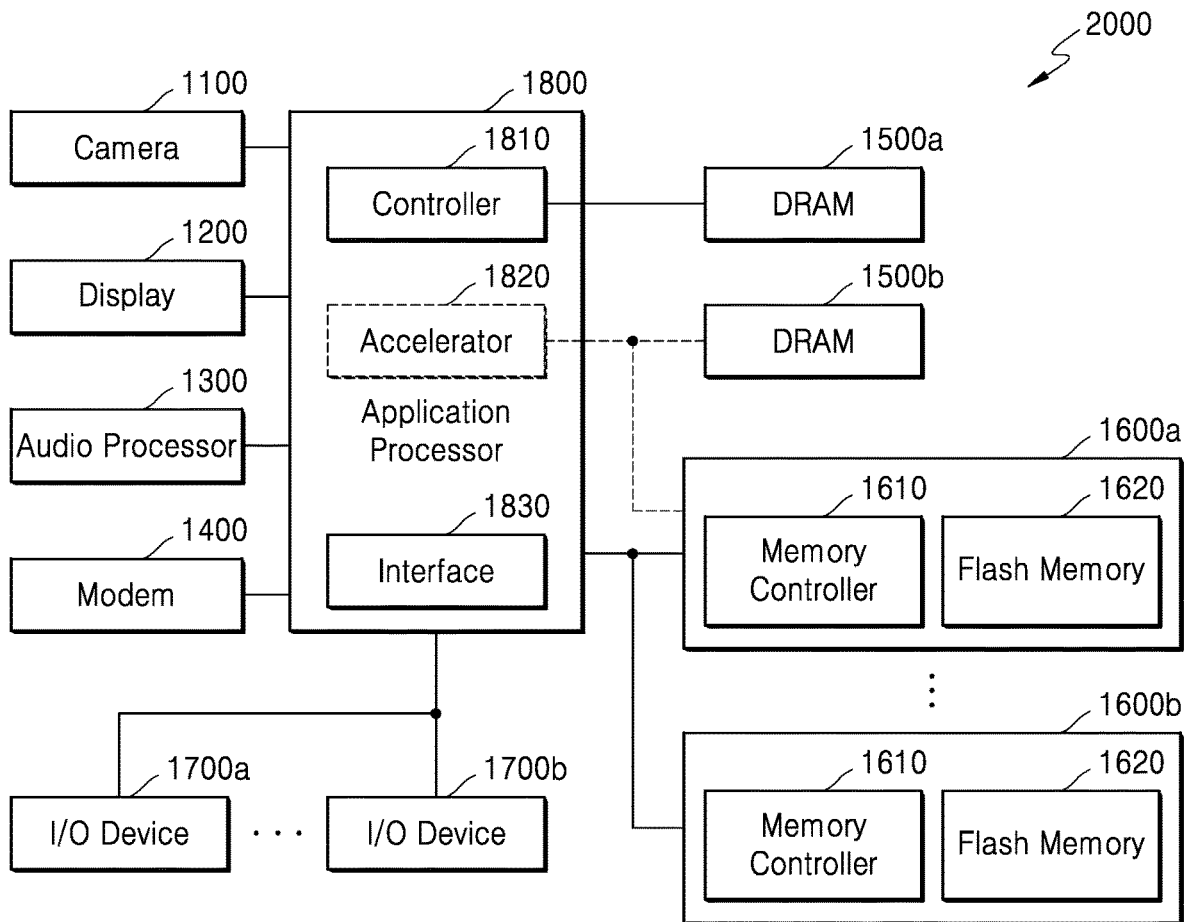 2000
1100
Camera
1800
1810
Controller
1500a
DRAM
1200
Display
1820
Accelerator
1500b
DRAM
1300
Audio Processor
Application
Processor
1600a
1610
Memory
Controller
1620
Flash Memory
1400
Modem
1830
Interface
1600b
1610
Memory
Controller
1620
Flash Memory
1700a
I/O Device
1700b
I/O Device